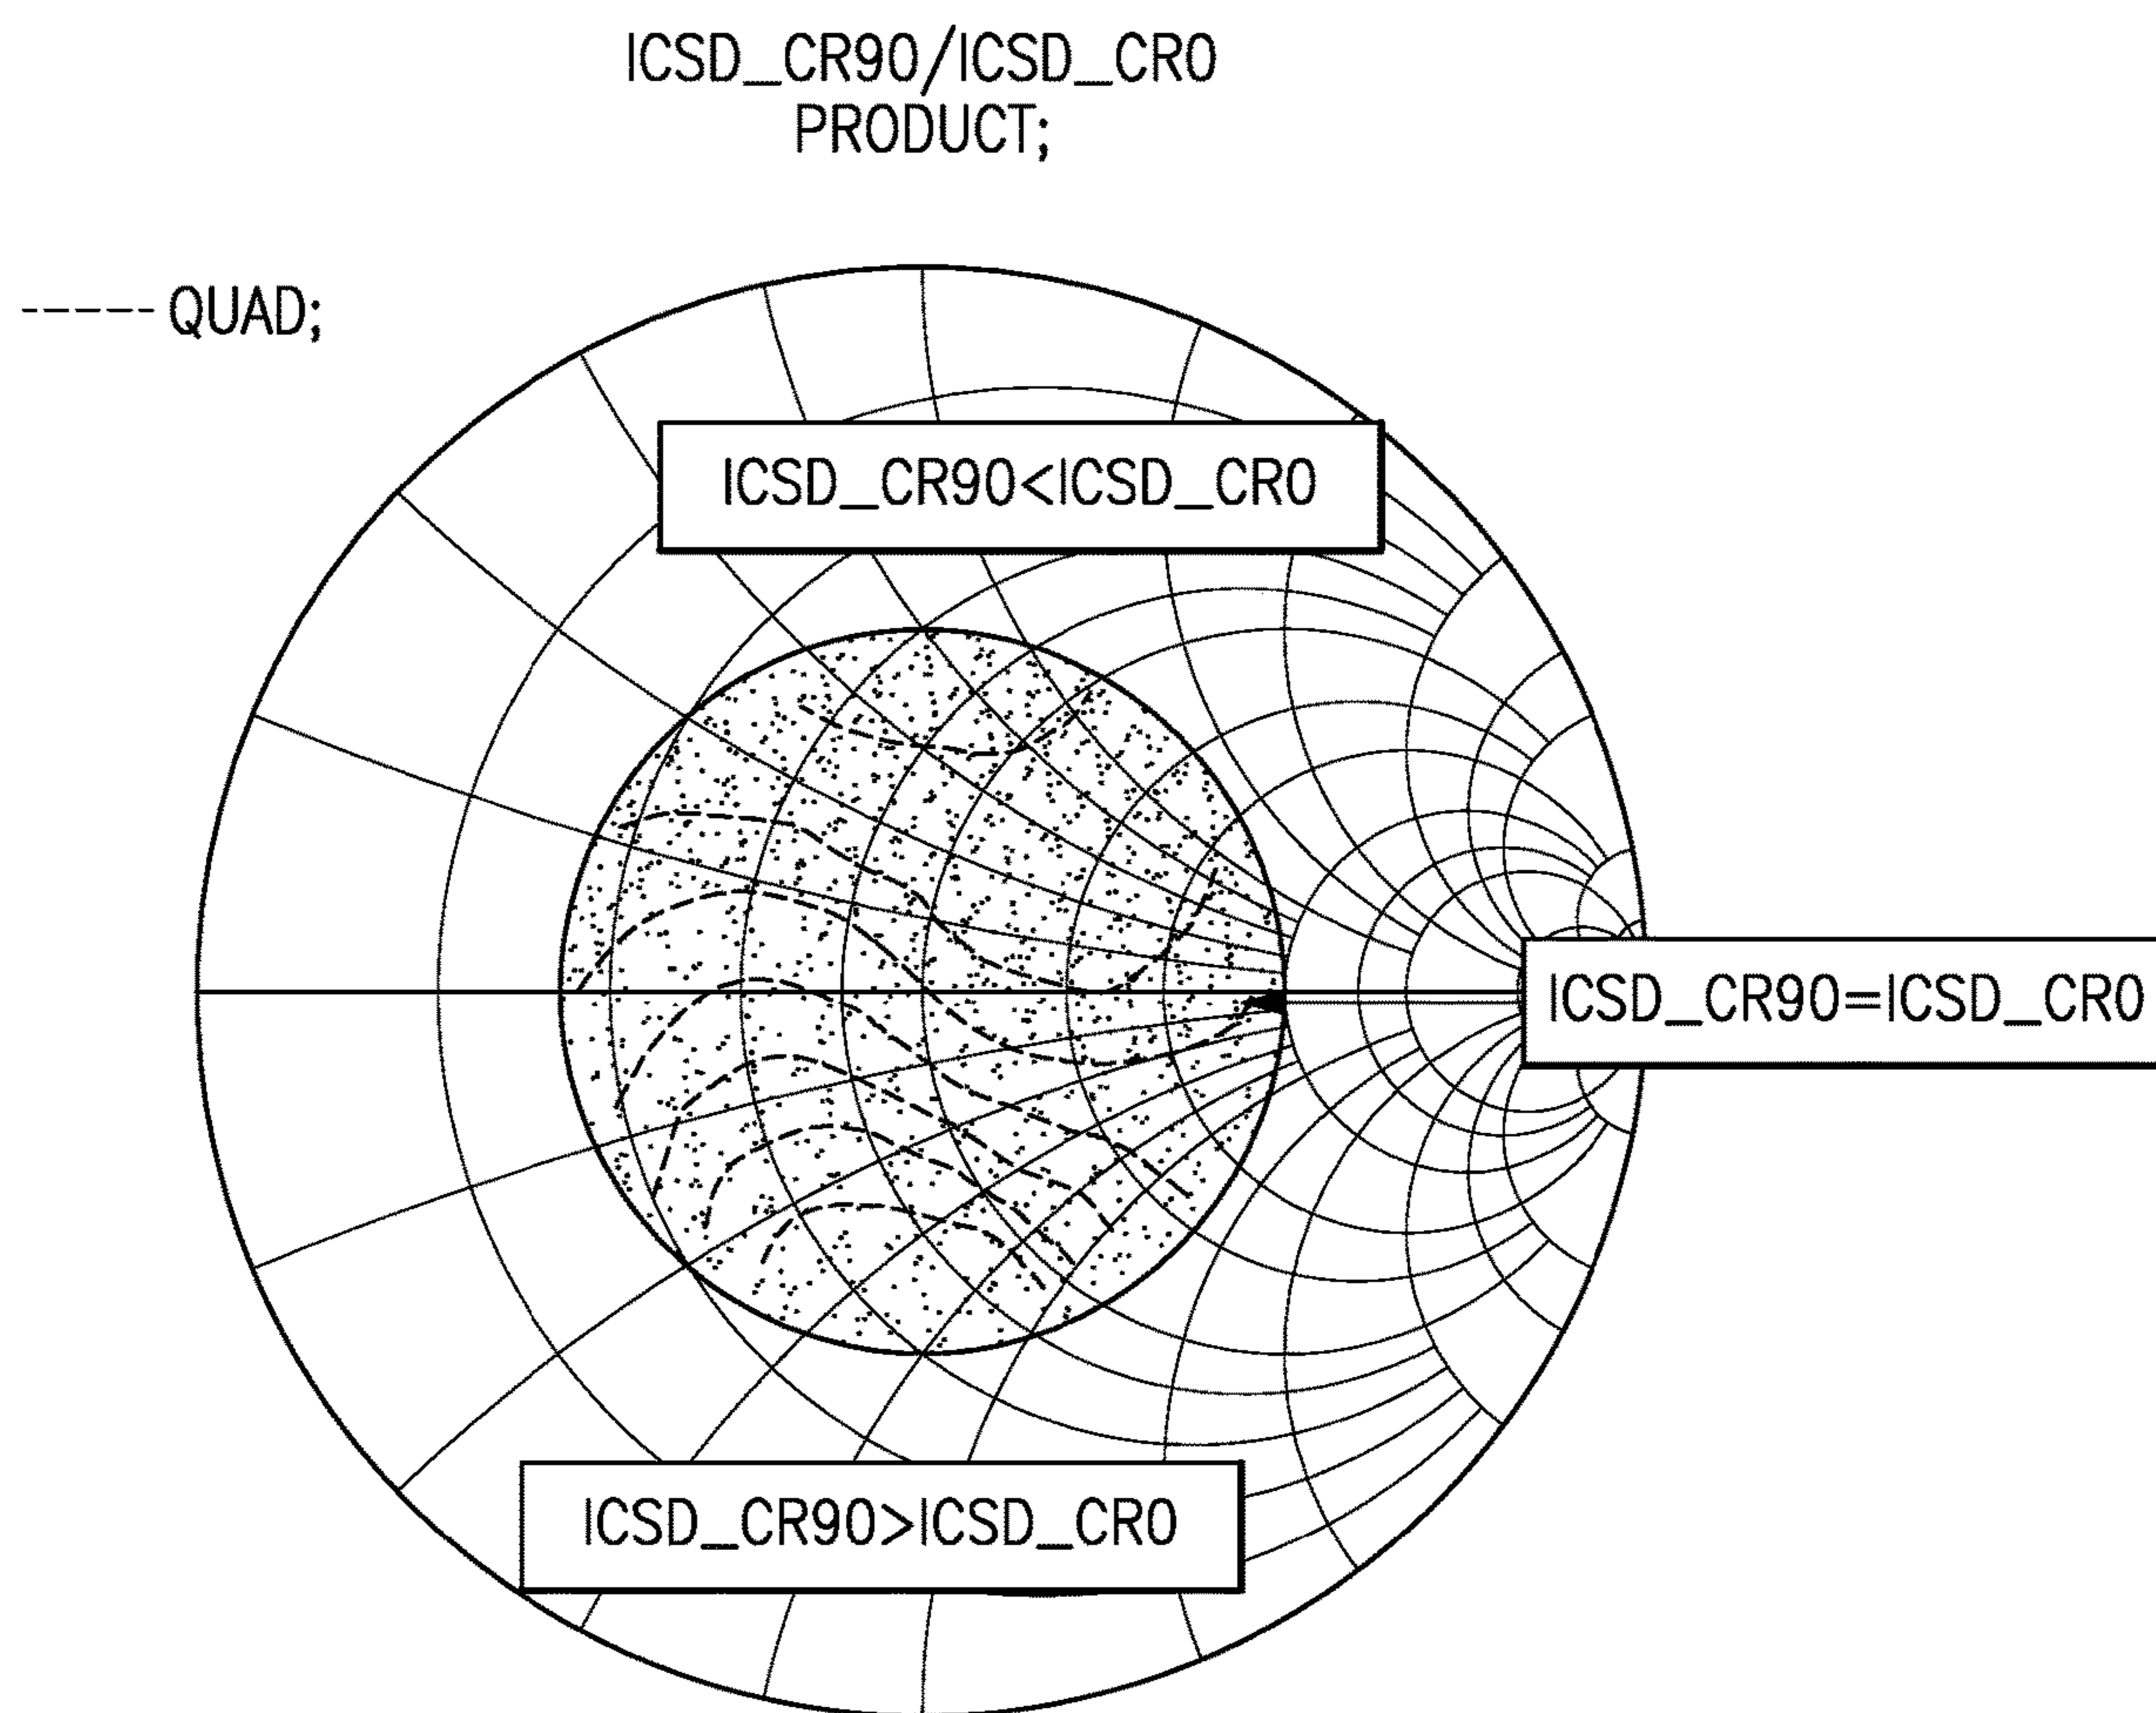 ICSD_CR90/ICSD_CR0
PRODUCT;
QUAD;
ICSD_CR90<ICSD_CR0
ICSD_CR90=ICSD_CR0
ICSD_CR90>ICSD_CR0